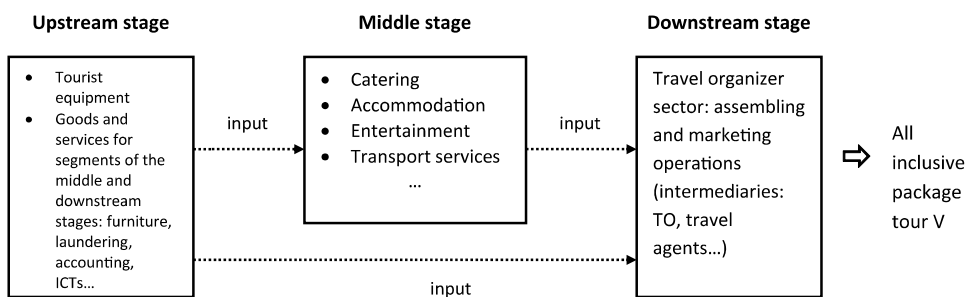 Upstream stage
Middle stage
Downstream stage
• Tourist
equipment
• Goods and
services for
segments of the
middle and
downstream
stages: furniture,
laundering,
accounting,
ICTs...
input
• Catering
• Accommodation
• Entertainment
• Transport services
...
input
Travel organizer
sector: assembling
and marketing
operations
(intermediaries:
TO, travel
agents...)
All
inclusive
package
tour V
input